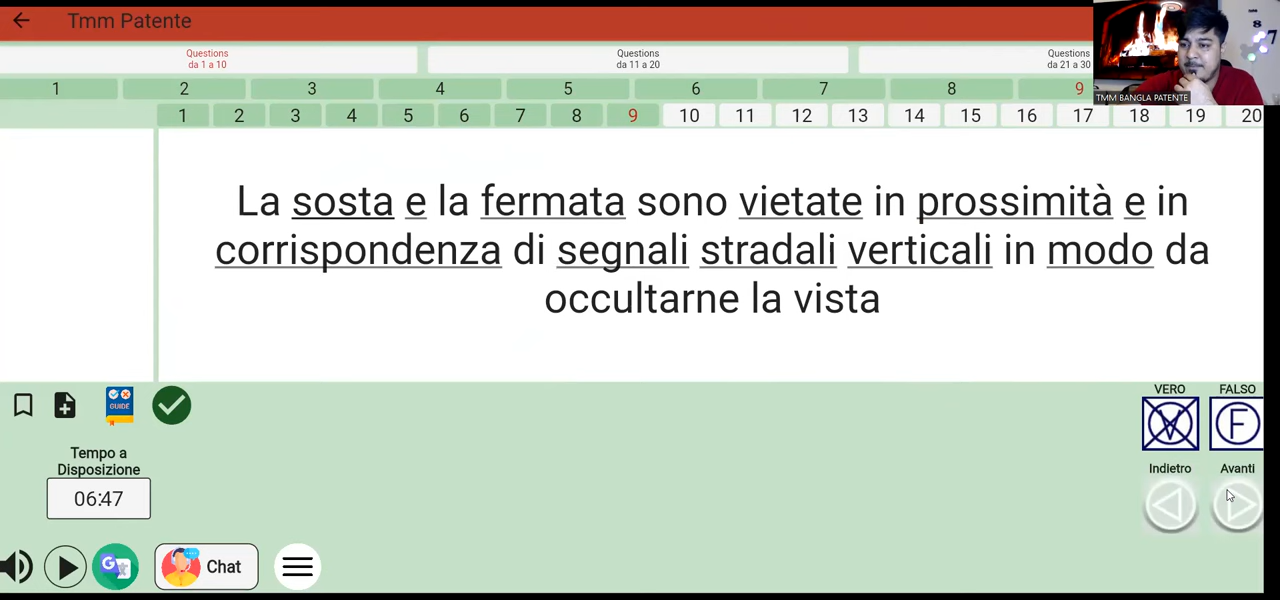 Tmm Patente
Questions
da 1 a 10
Questions
da 11 a 20
Questions
da 21 a 30
1 2 3 4 5 6 7 8 9
1 2 3 4 5 6 7 8 9 10 11 12 13 14 15 16 17 18 19 20
8
7
TMM BANGLA PATENTE
La sosta e la fermata sono vietate in prossimità e in
corrispondenza di segnali stradali verticali in modo da
occultarne la vista
GUIDE
VERO FALSO
V F
Tempo a
Disposizione
06:47
Indietro Avanti
G
Chat